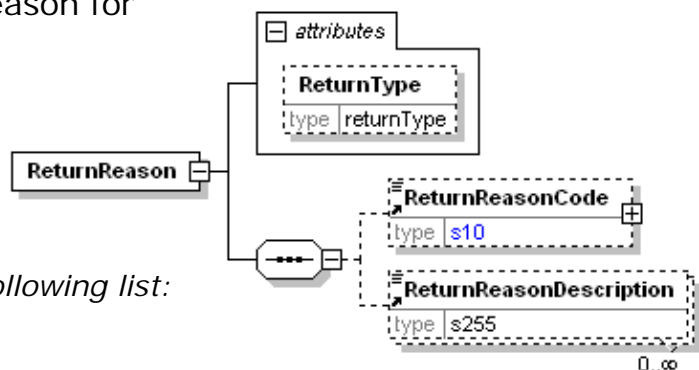 eason for
attributes
ReturnType
type returnType
ReturnReason
ReturnReasonCode
type s10
ollowing list:
ReturnReasonDescription
type s255
0..∞